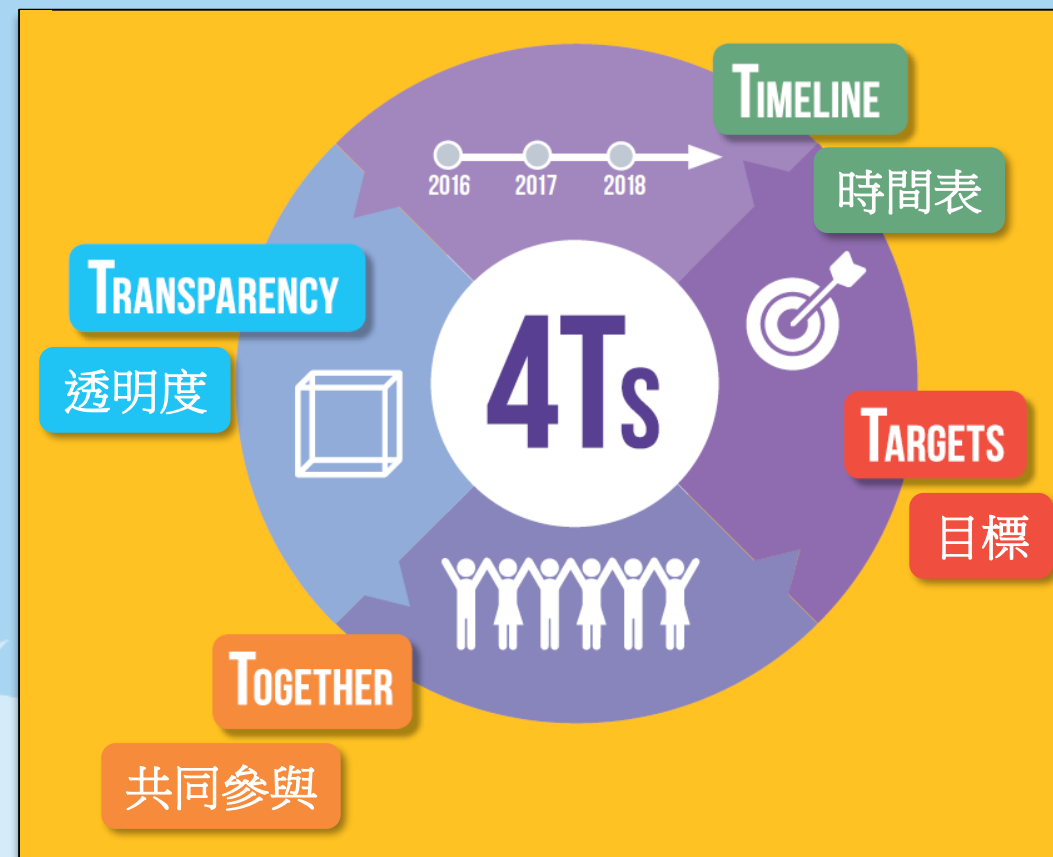 TIMELINE
時間表
2016 2017 2018
TRANSPARENCY
透明度
4Ts
TARGETS
目標
TOGETHER
共同參與